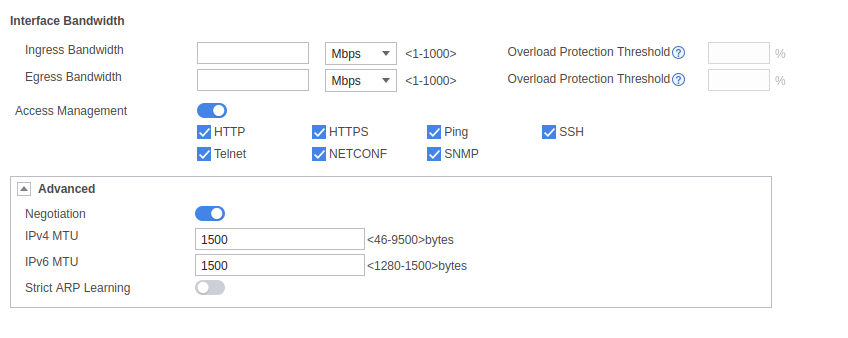 Interface Bandwidth
Ingress Bandwidth Mbps <1-1000> Overload Protection Threshold ? %
Egress Bandwidth Mbps <1-1000> Overload Protection Threshold ? %
Access Management
HTTP HTTPS Ping SSH
Telnet NETCONF SNMP
Advanced
Negotiation
IPv4 MTU 1500 <46-9500>bytes
IPv6 MTU 1500 <1280-1500>bytes
Strict ARP Learning